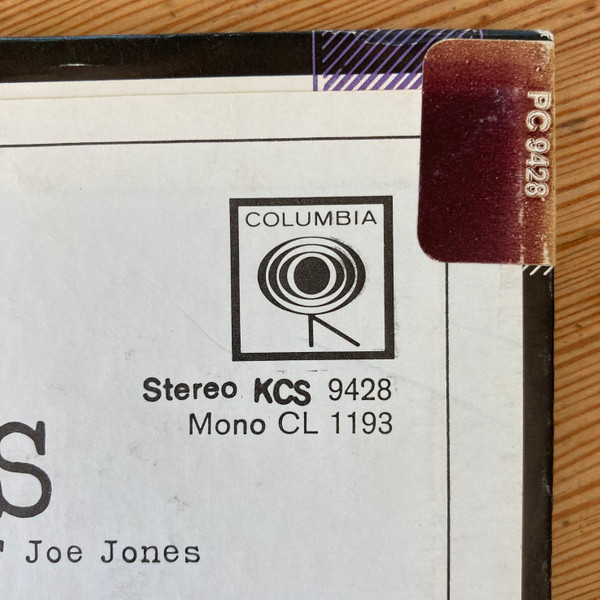 PC 9428
COLUMBIA
Stereo KCS 9428
Mono CL 1193
S
Joe Jones